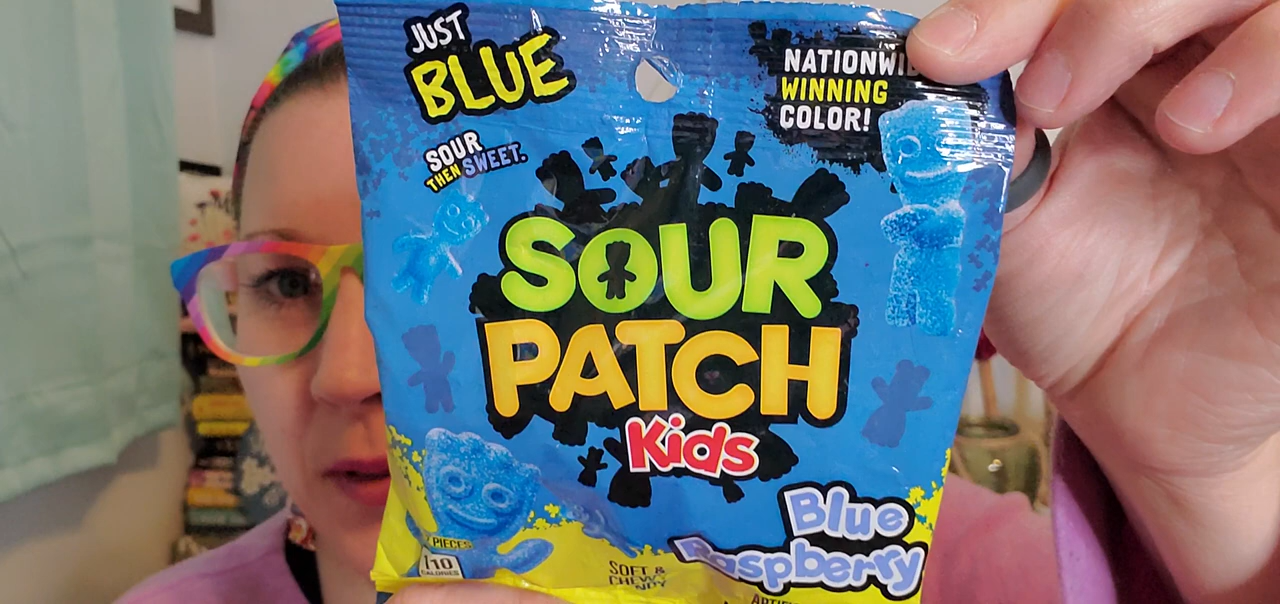 JUST
BLUE
NATIONWI
WINNING
COLOR!
SOUR
THEN SWEET.
SOUR
PATCH
Kids
Blue
Raspberry
PIECES
110
CALORIES
SOFT &
CHEWY